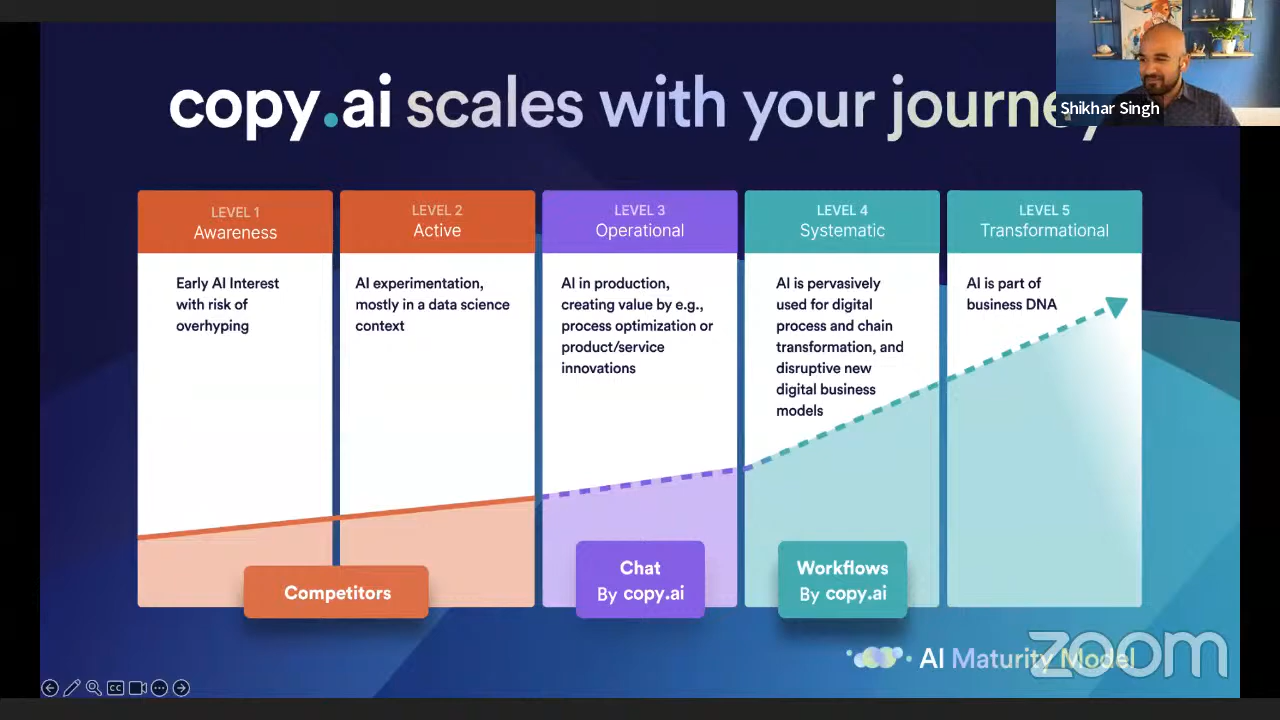 copy.ai scales with your journey
Shikhar Singh
LEVEL 1
Awareness
Early AI Interest
with risk of
overhyping
LEVEL 2
Active
AI experimentation,
mostly in a data science
context
LEVEL 3
Operational
AI in production,
creating value by e.g.,
process optimization or
product/service
innovations
LEVEL 4
Systematic
AI is pervasively
used for digital
process and chain
transformation, and
disruptive new
digital business
models
LEVEL 5
Transformational
AI is part of
business DNA
Competitors
Chat
By copy.ai
Workflows
By copy.ai
AI Maturity Model
zoom
CC